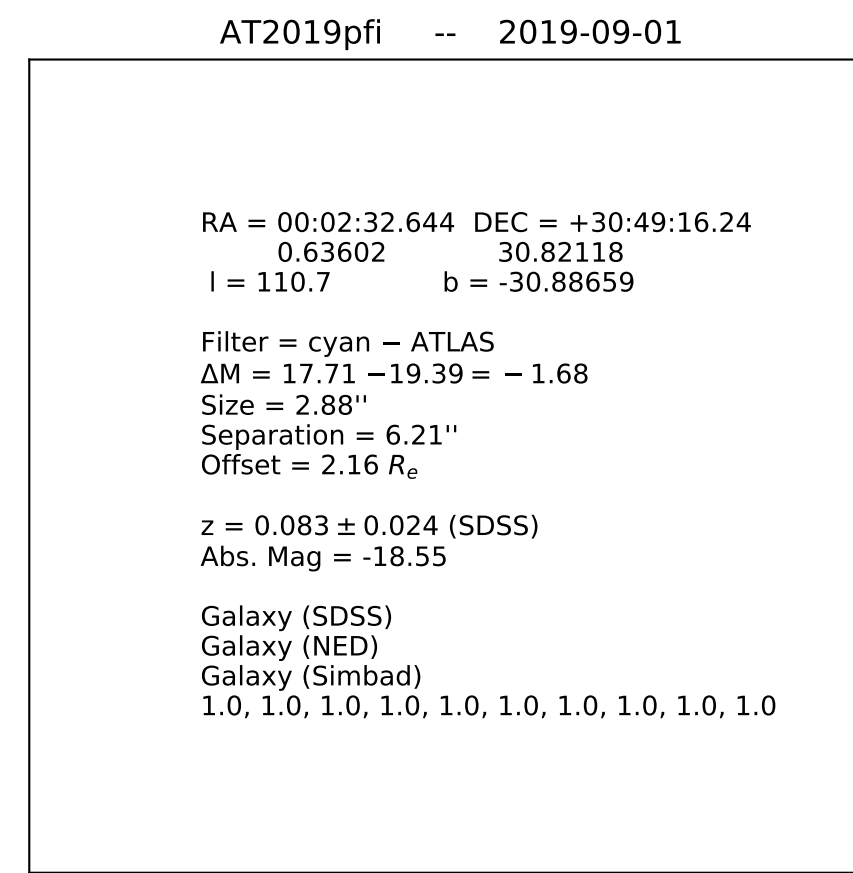 AT2019pfi -- 2019-09-01
RA = 00:02:32.644 DEC = +30:49:16.24
0.63602 30.82118
l = 110.7 b = -30.88659
Filter = cyan − ATLAS
ΔM = 17.71 −19.39 = − 1.68
Size = 2.88''
Separation = 6.21''
Offset = 2.16 Rₑ
z = 0.083 ± 0.024 (SDSS)
Abs. Mag = -18.55
Galaxy (SDSS)
Galaxy (NED)
Galaxy (Simbad)
1.0, 1.0, 1.0, 1.0, 1.0, 1.0, 1.0, 1.0, 1.0, 1.0